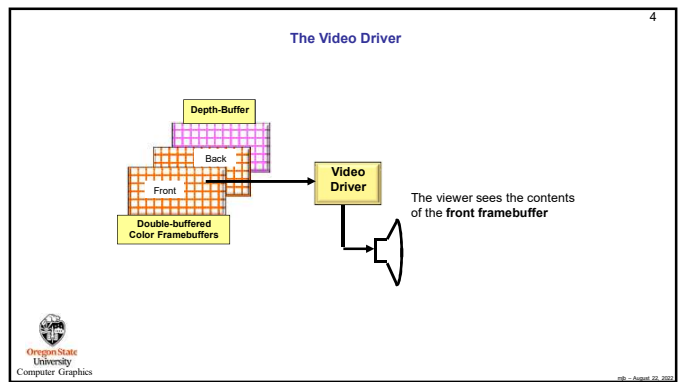 4
The Video Driver
Depth-Buffer
Back
Front
Double-buffered
Color Framebuffers
Video
Driver
The viewer sees the contents
of the front framebuffer
Oregon State
University
Computer Graphics
mjb – August 22, 2022